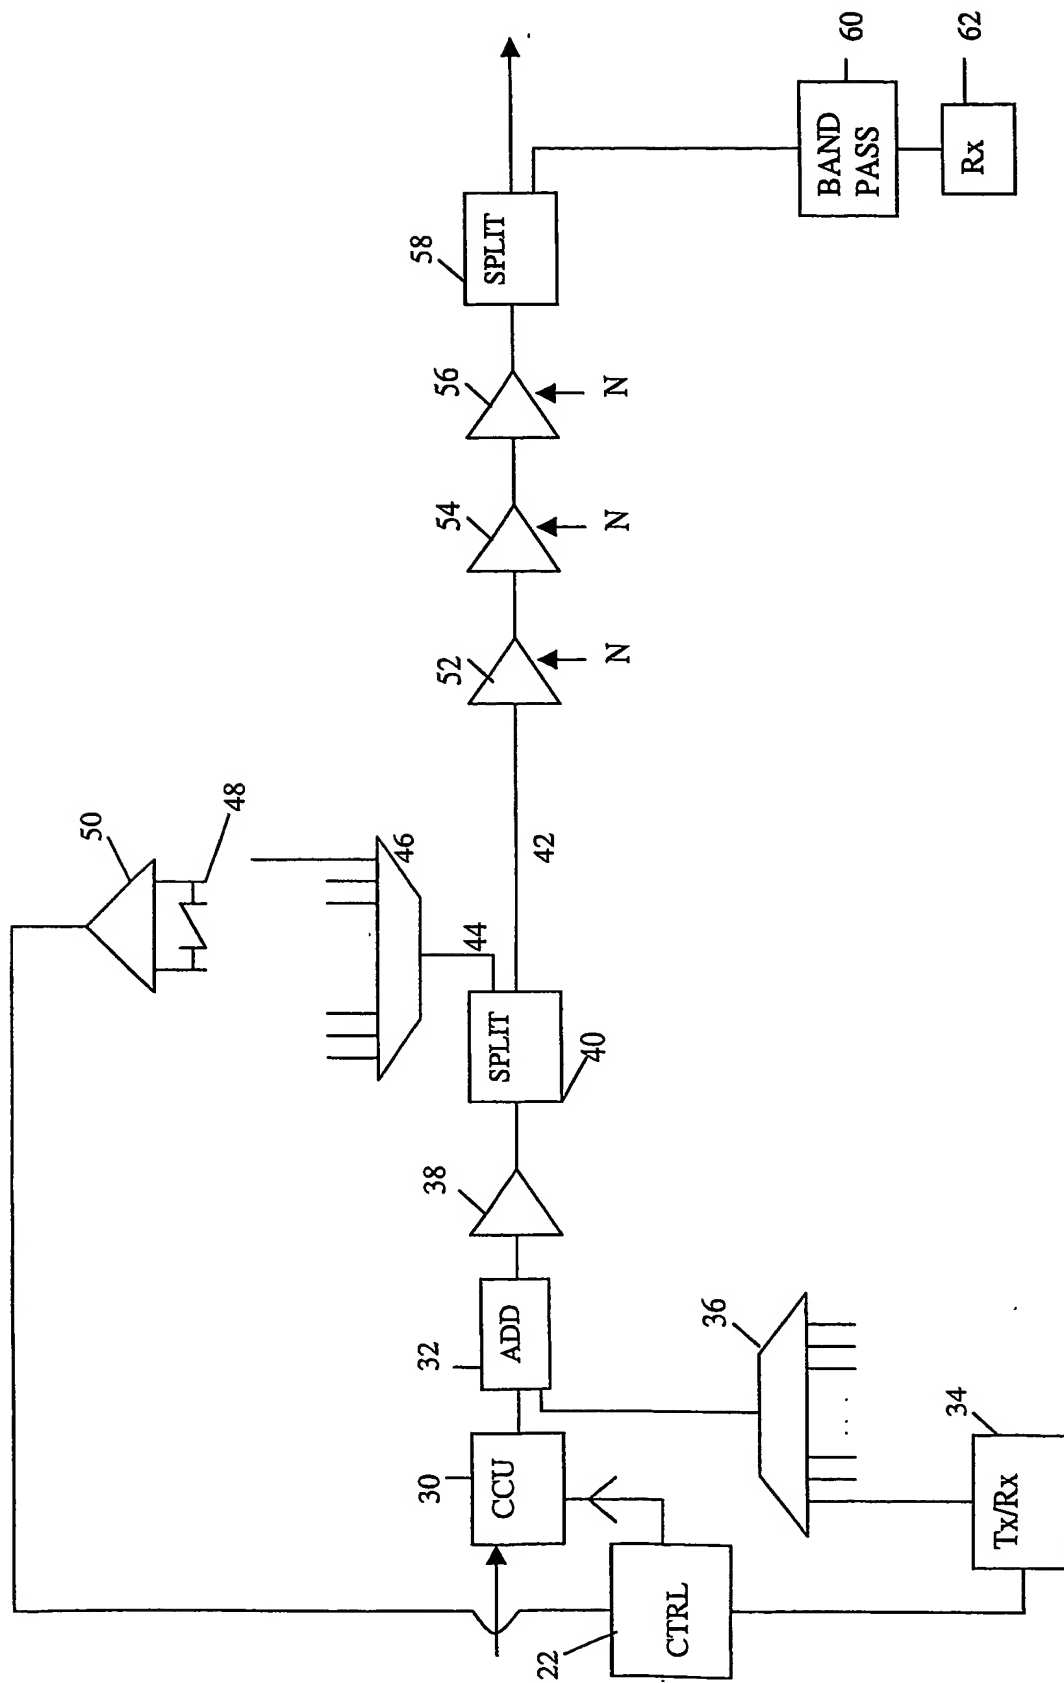 50
48
46
44
42
SPLIT
40
38
36
32
ADD
30
CCU
34
Tx/Rx
22
CTRL
52
N
54
N
56
N
58
SPLIT
BAND
PASS
60
Rx
62
. . . .